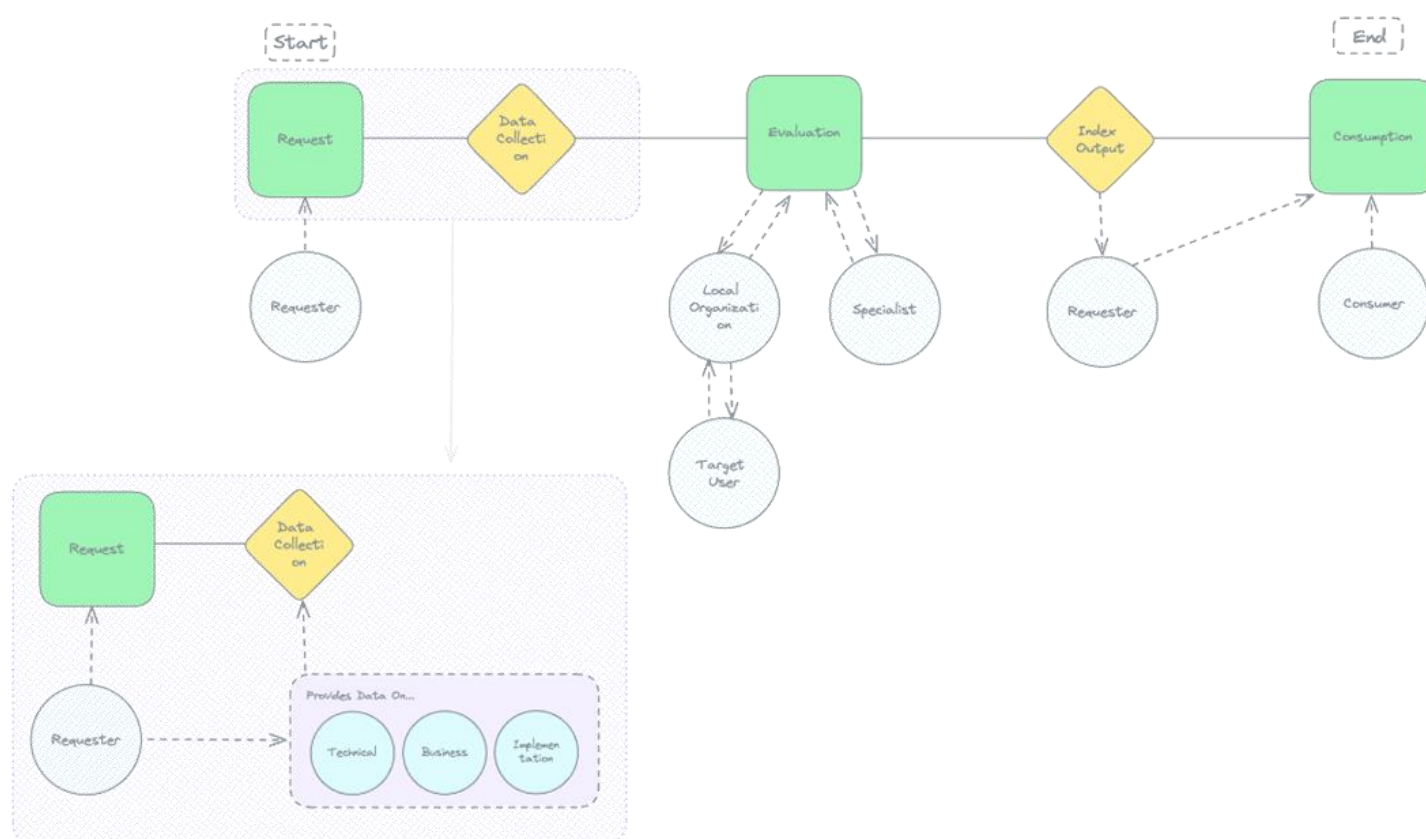 Start
End
Request
Data
Collecti
on
Evaluation
Index
Output
Consumption
Requester
Local
Organizati
on
Specialist
Requester
Consumer
Target
User
Request
Data
Collecti
on
Requester
Provides Data On...
Technical
Business
Implemen
tation